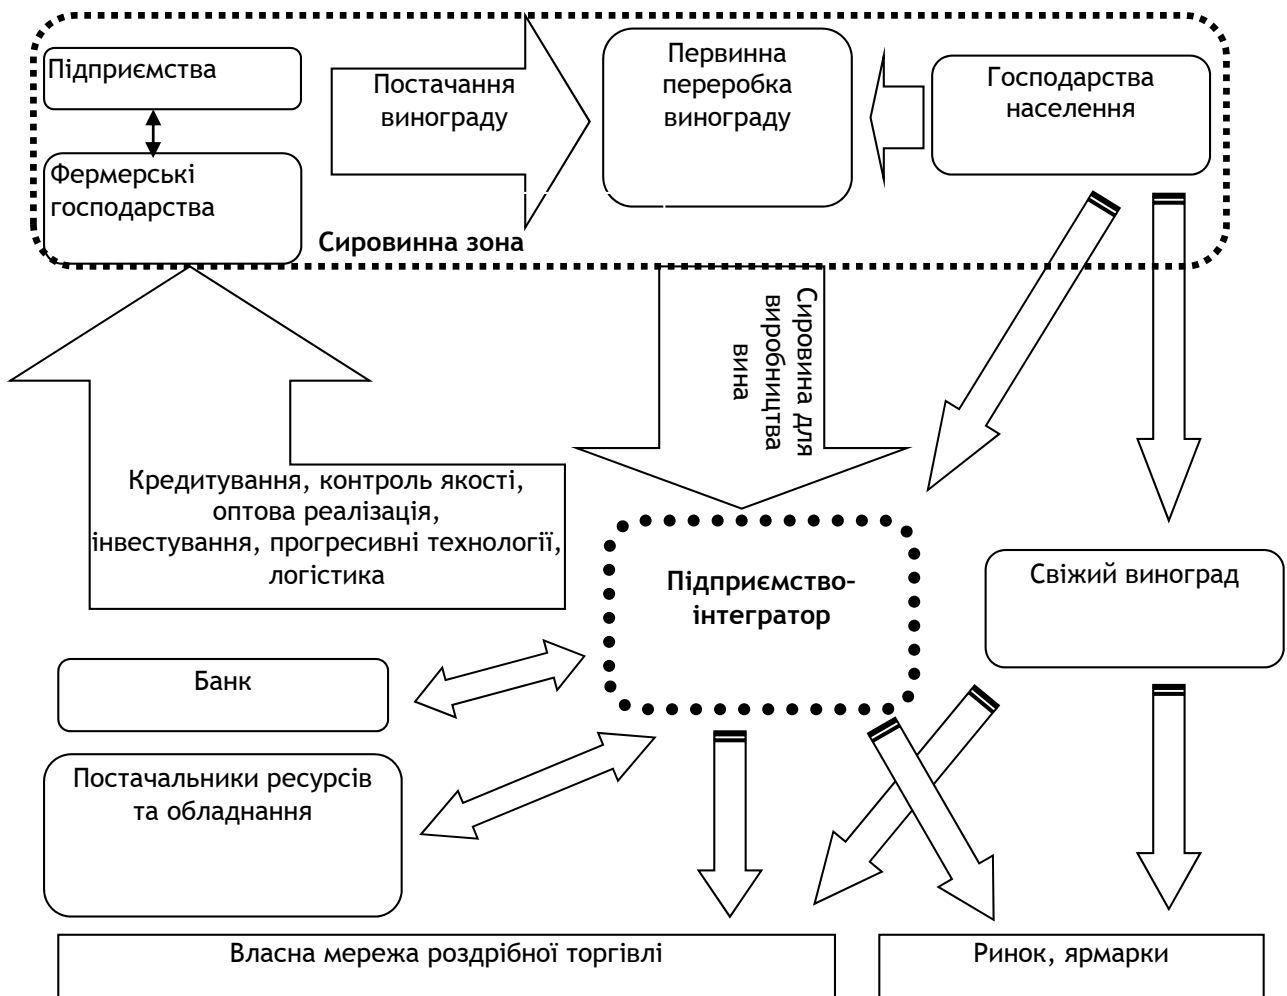 Підприємства
Фермерські
господарства
Постачання
винограду
Первинна
переробка
винограду
Господарства
населення
Сировинна зона
Сировина для
виробництва
вина
Кредитування, контроль якості,
оптова реалізація,
інвестування, прогресивні технології,
логістика
Підприємство-
інтегратор
Свіжий виноград
Банк
Постачальники ресурсів
та обладнання
Власна мережа роздрібної торгівлі
Ринок, ярмарки